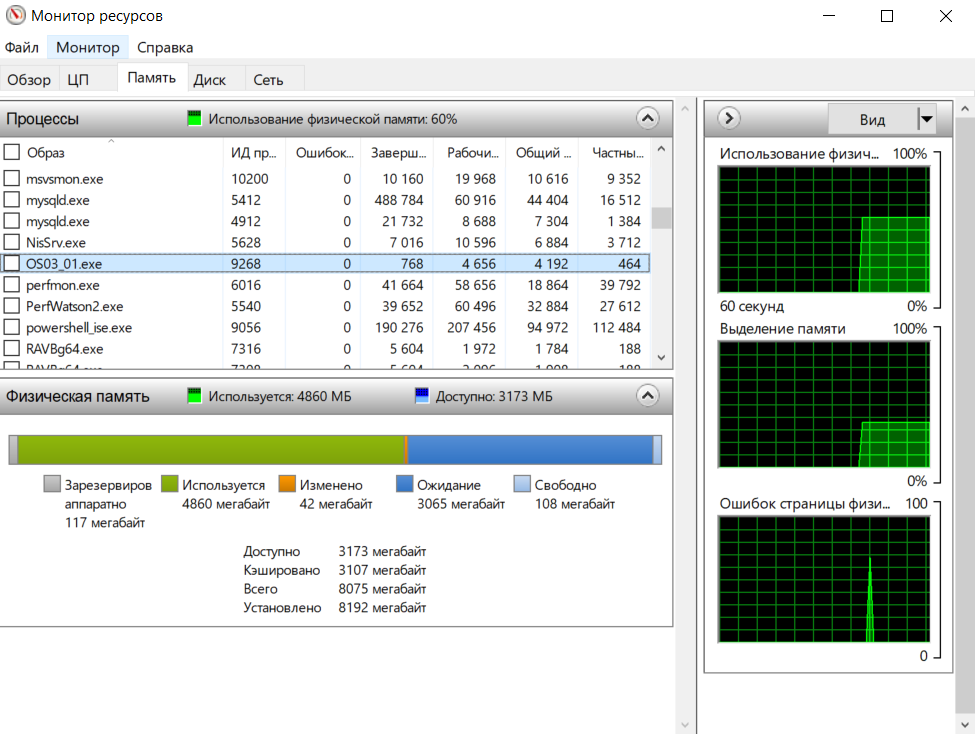 Монитор ресурсов
Файл Монитор Справка
Обзор ЦП Память Диск Сеть
Процессы Использование физической памяти: 60%
Образ ИД пр... Ошибок... Заверш... Рабочи... Общий ... Частны...
msvsmon.exe 10200 0 10 160 19 968 10 616 9 352
mysqld.exe 5412 0 488 784 60 916 44 404 16 512
mysqld.exe 4912 0 21 732 8 688 7 304 1 384
NisSrv.exe 5628 0 7 016 10 596 6 884 3 712
OS03_01.exe 9268 0 768 4 656 4 192 464
perfmon.exe 6016 0 41 664 58 656 18 864 39 792
PerfWatson2.exe 5540 0 39 652 60 496 32 884 27 612
powershell_ise.exe 9056 0 190 276 207 456 94 972 112 484
RAVBg64.exe 7316 0 5 604 1 972 1 784 188
Физическая память Используется: 4860 МБ Доступно: 3173 МБ
Зарезервиров Используется Изменено Ожидание Свободно
аппаратно 4860 мегабайт 42 мегабайт 3065 мегабайт 108 мегабайт
117 мегабайт
Доступно 3173 мегабайт
Кэшировано 3107 мегабайт
Всего 8075 мегабайт
Установлено 8192 мегабайт
Вид
Использование физич... 100%
60 секунд 0%
Выделение памяти 100%
0%
Ошибок страницы физи... 100
0